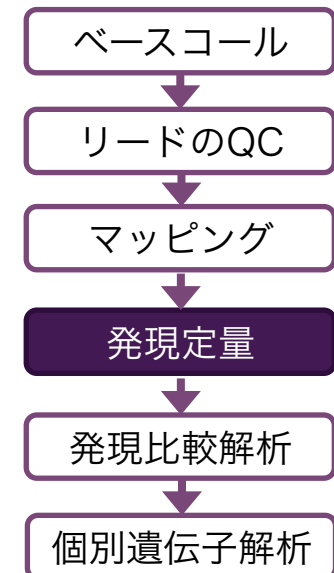 ベースコール
リードのQC
マッピング
発現定量
発現比較解析
個別遺伝子解析